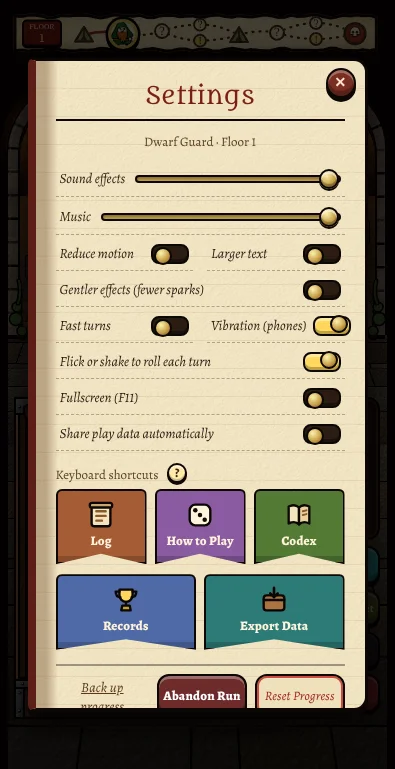 FLOOR
1
Settings
Dwarf Guard · Floor 1
Sound effects
Music
Reduce motion
Larger text
Gentler effects (fewer sparks)
Fast turns
Vibration (phones)
Flick or shake to roll each turn
Fullscreen (F11)
Share play data automatically
Keyboard shortcuts ?
Log
How to Play
Codex
Records
Export Data
Back up
progress
Abandon Run
Reset Progress